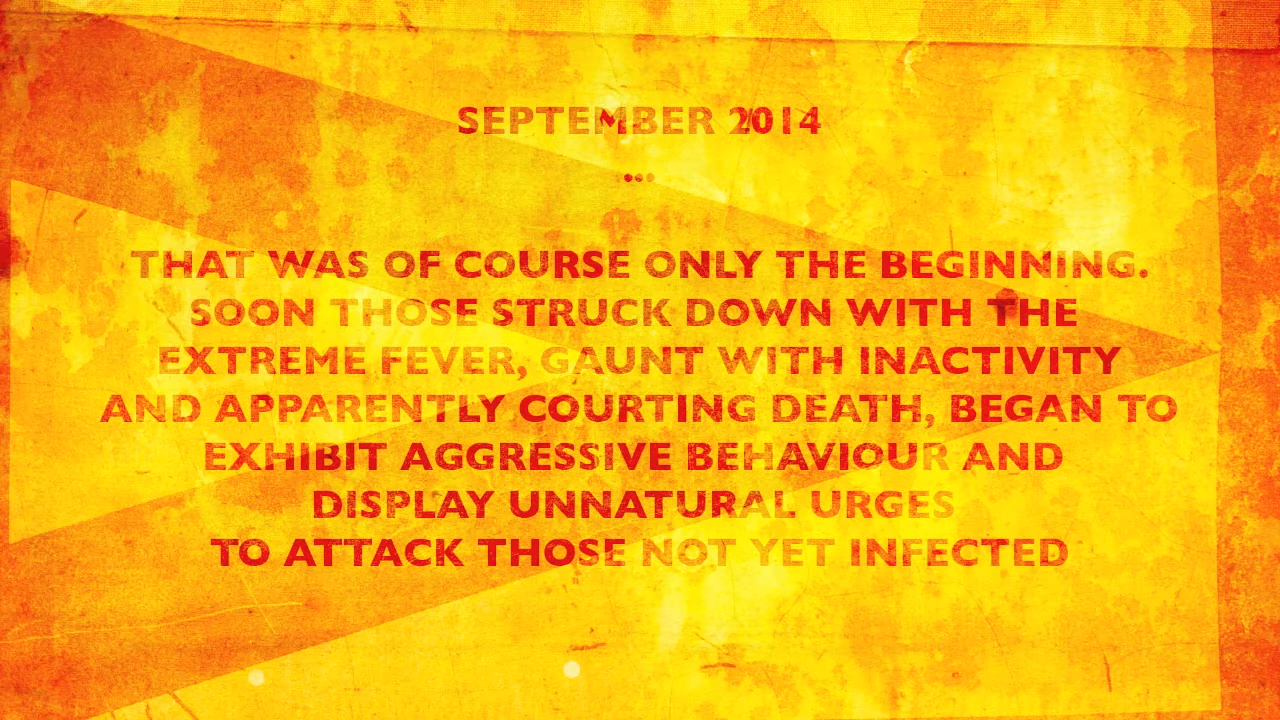 SEPTEMBER 2014
...
THAT WAS OF COURSE ONLY THE BEGINNING.
SOON THOSE STRUCK DOWN WITH THE
EXTREME FEVER, GAUNT WITH INACTIVITY
AND APPARENTLY COURTING DEATH, BEGAN TO
EXHIBIT AGGRESSIVE BEHAVIOUR AND
DISPLAY UNNATURAL URGES
TO ATTACK THOSE NOT YET INFECTED